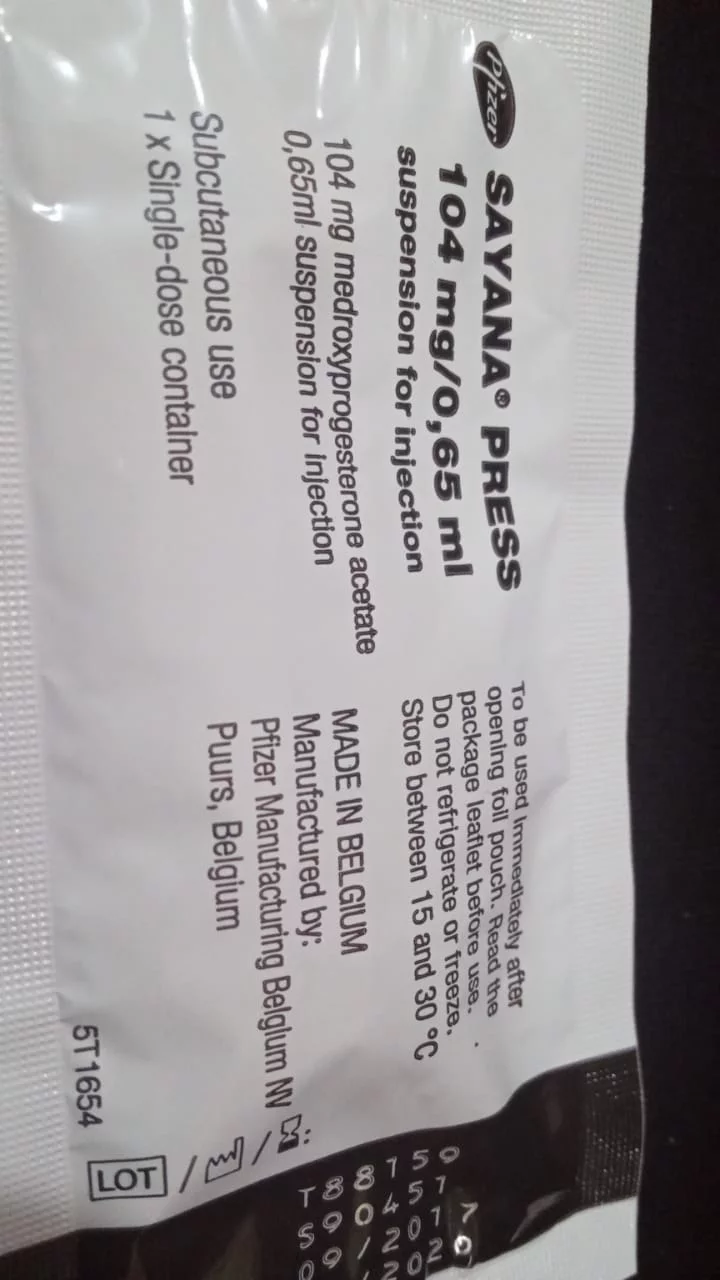 Pfizer SAYANA® PRESS
104 mg/0,65 ml
suspension for injection
104 mg medroxyprogesterone acetate
0,65ml suspension for injection
Subcutaneous use
1 x Single-dose container
To be used immediately after
opening foil pouch. Read the
package leaflet before use.
Do not refrigerate or freeze.
Store between 15 and 30 °C
MADE IN BELGIUM
Manufactured by:
Pfizer Manufacturing Belgium NV
Puurs, Belgium
5T1654
LOT